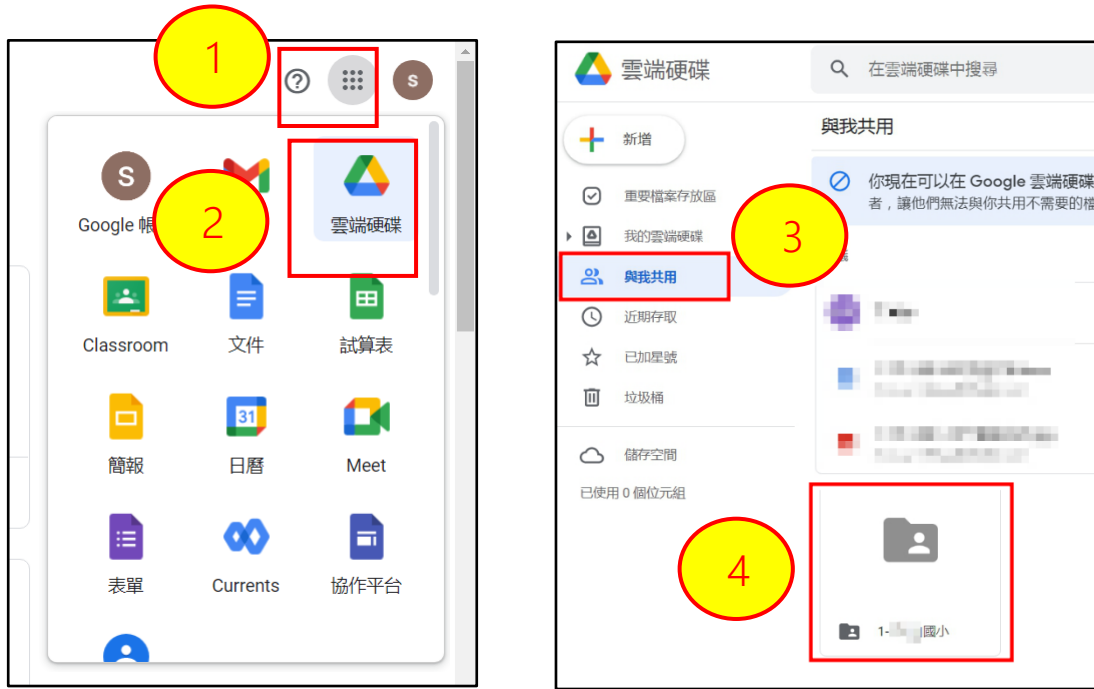 1
S
S
Google 帳
2
雲端硬碟
Classroom
文件
試算表
31
簡報
日曆
Meet
表單
Currents
協作平台
雲端硬碟
在雲端硬碟中搜尋
新增
與我共用
重要檔案存放區
你現在可以在 Google 雲端硬碟
者，讓他們無法與你共用不需要的檔
我的雲端硬碟
3
與我共用
近期存取
已加星號
垃圾桶
儲存空間
已使用 0 個位元組
4
1- 國小